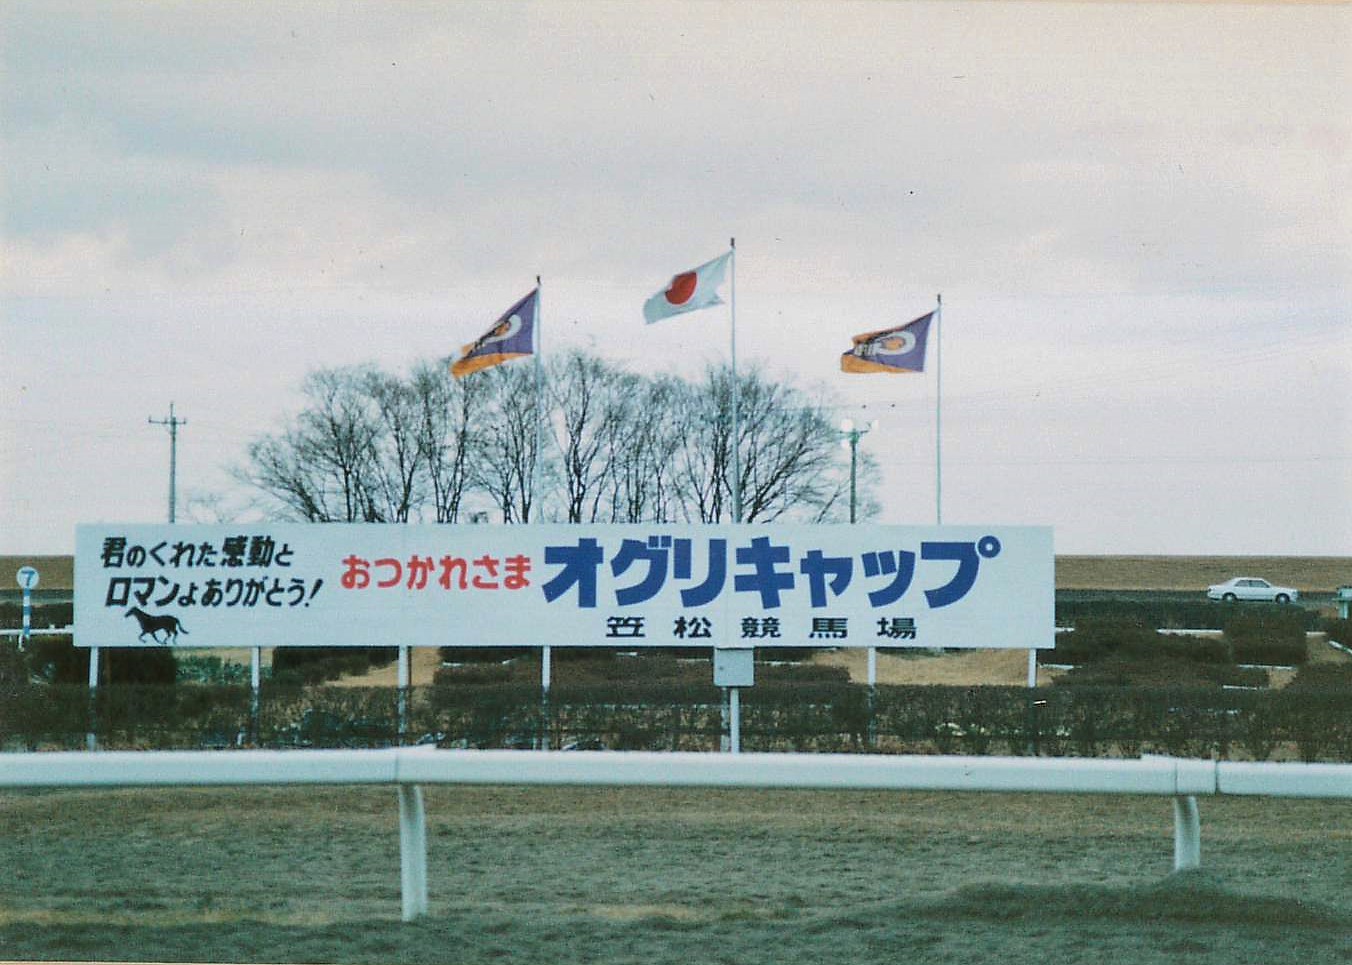 7
君のくれた感動と
ロマンよありがとう!
おつかれさま
オグリキャップ
笠松競馬場